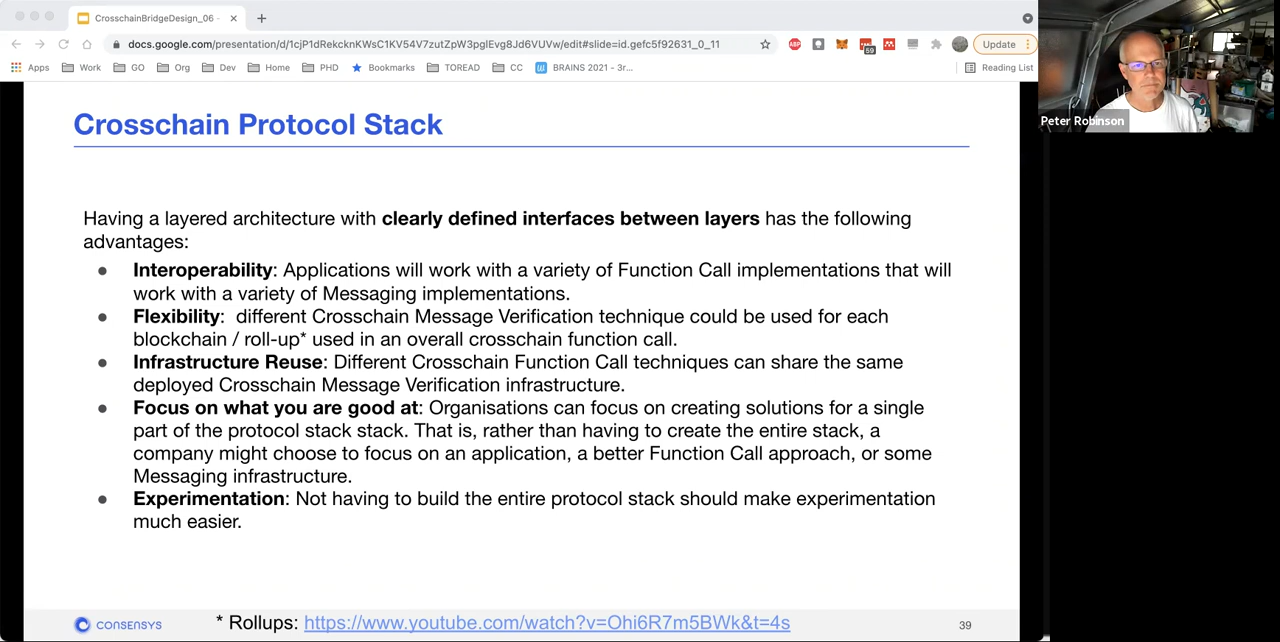 CrosschainBridgeDesign_06 -
docs.google.com/presentation/d/1cjP1dRekcknKWsC1KV54V7zutZpW3pglEvg8Jd6VUVw/edit#slide=id.gefc5f92631_0_11
ABP
59
Update
Apps
Work
GO
Org
Dev
Home
PHD
Bookmarks
TOREAD
CC
BRAINS 2021 - 3r...
Reading List
Peter Robinson
Crosschain Protocol Stack
Having a layered architecture with clearly defined interfaces between layers has the following
advantages:
● Interoperability: Applications will work with a variety of Function Call implementations that will
work with a variety of Messaging implementations.
● Flexibility: different Crosschain Message Verification technique could be used for each
blockchain / roll-up* used in an overall crosschain function call.
● Infrastructure Reuse: Different Crosschain Function Call techniques can share the same
deployed Crosschain Message Verification infrastructure.
● Focus on what you are good at: Organisations can focus on creating solutions for a single
part of the protocol stack stack. That is, rather than having to create the entire stack, a
company might choose to focus on an application, a better Function Call approach, or some
Messaging infrastructure.
● Experimentation: Not having to build the entire protocol stack should make experimentation
much easier.
CONSENSYS
* Rollups: https://www.youtube.com/watch?v=Ohi6R7m5BWk&t=4s
39